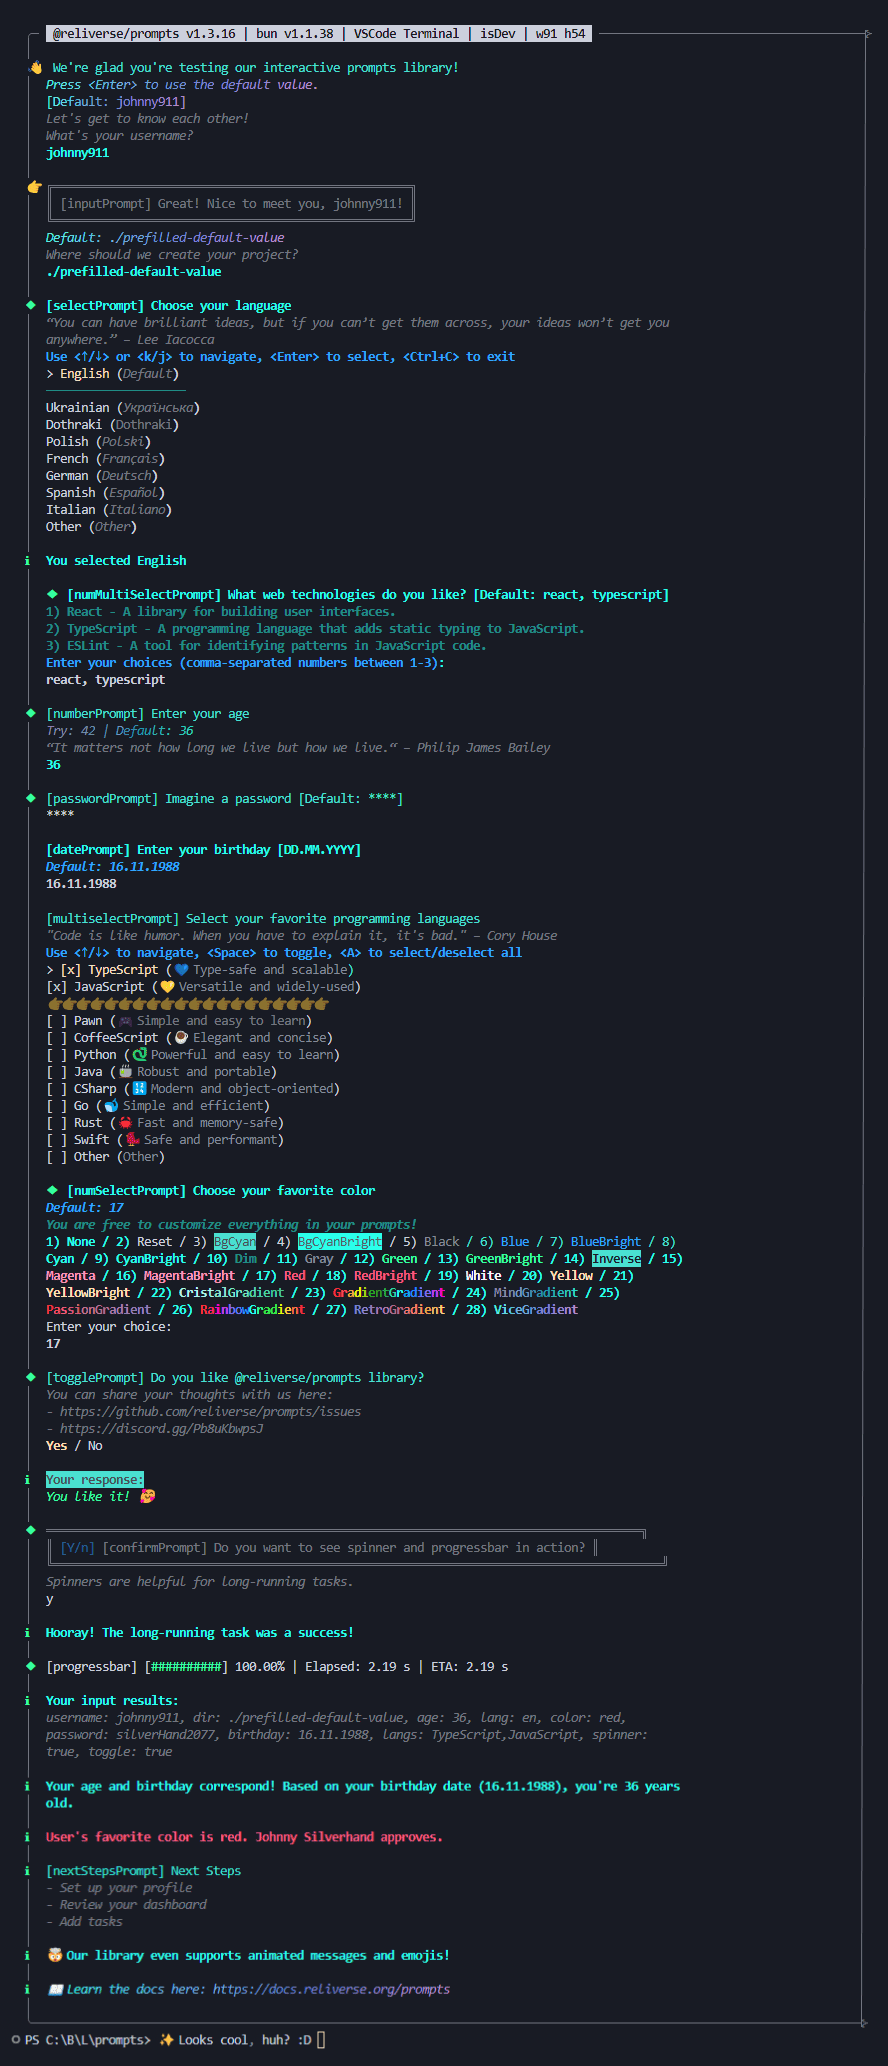 @reliverse/prompts v1.3.16 | bun v1.1.38 | VSCode Terminal | isDev | w91 h54
👋 We're glad you're testing our interactive prompts library!
Press <Enter> to use the default value.
[Default: johnny911]
Let's get to know each other!
What's your username?
johnny911
👉
[inputPrompt] Great! Nice to meet you, johnny911!
Default: ./prefilled-default-value
Where should we create your project?
./prefilled-default-value
◆ [selectPrompt] Choose your language
“You can have brilliant ideas, but if you can’t get them across, your ideas won’t get you
anywhere.” – Lee Iacocca
Use <↑/↓> or <k/j> to navigate, <Enter> to select, <Ctrl+C> to exit
> English (Default)
Ukrainian (Українська)
Dothraki (Dothraki)
Polish (Polski)
French (Français)
German (Deutsch)
Spanish (Español)
Italian (Italiano)
Other (Other)
ℹ You selected English
◆ [numMultiSelectPrompt] What web technologies do you like? [Default: react, typescript]
1) React - A library for building user interfaces.
2) TypeScript - A programming language that adds static typing to JavaScript.
3) ESLint - A tool for identifying patterns in JavaScript code.
Enter your choices (comma-separated numbers between 1-3):
react, typescript
◆ [numberPrompt] Enter your age
Try: 42 | Default: 36
“It matters not how long we live but how we live.“ – Philip James Bailey
36
◆ [passwordPrompt] Imagine a password [Default: ****]
****
[datePrompt] Enter your birthday [DD.MM.YYYY]
Default: 16.11.1988
16.11.1988
[multiselectPrompt] Select your favorite programming languages
"Code is like humor. When you have to explain it, it's bad." – Cory House
Use <↑/↓> to navigate, <Space> to toggle, <A> to select/deselect all
> [x] TypeScript (💙 Type-safe and scalable)
[x] JavaScript (💛 Versatile and widely-used)
👉👉👉👉👉👉👉👉👉👉👉👉👉👉👉👉👉👉👉👉
[ ] Pawn (🎮 Simple and easy to learn)
[ ] CoffeeScript (☕ Elegant and concise)
[ ] Python (🐍 Powerful and easy to learn)
[ ] Java (🍵 Robust and portable)
[ ] CSharp (🔢 Modern and object-oriented)
[ ] Go (🐋 Simple and efficient)
[ ] Rust (🦀 Fast and memory-safe)
[ ] Swift (🐦 Safe and performant)
[ ] Other (Other)
◆ [numSelectPrompt] Choose your favorite color
Default: 17
You are free to customize everything in your prompts!
1) None / 2) Reset / 3) BgCyan / 4) BgCyanBright / 5) Black / 6) Blue / 7) BlueBright / 8)
Cyan / 9) CyanBright / 10) Dim / 11) Gray / 12) Green / 13) GreenBright / 14) Inverse / 15)
Magenta / 16) MagentaBright / 17) Red / 18) RedBright / 19) White / 20) Yellow / 21)
YellowBright / 22) CristalGradient / 23) GradientGradient / 24) MindGradient / 25)
PassionGradient / 26) RainbowGradient / 27) RetroGradient / 28) ViceGradient
Enter your choice:
17
◆ [togglePrompt] Do you like @reliverse/prompts library?
You can share your thoughts with us here:
- https://github.com/reliverse/prompts/issues
- https://discord.gg/Pb8uKbwpsJ
Yes / No
ℹ Your response:
You like it! 🥰
◆
[Y/n] [confirmPrompt] Do you want to see spinner and progressbar in action?
Spinners are helpful for long-running tasks.
y
ℹ Hooray! The long-running task was a success!
◆ [progressbar] [##########] 100.00% | Elapsed: 2.19 s | ETA: 2.19 s
ℹ Your input results:
username: johnny911, dir: ./prefilled-default-value, age: 36, lang: en, color: red,
password: silverHand2077, birthday: 16.11.1988, langs: TypeScript,JavaScript, spinner:
true, toggle: true
ℹ Your age and birthday correspond! Based on your birthday date (16.11.1988), you're 36 years
old.
ℹ User's favorite color is red. Johnny Silverhand approves.
ℹ [nextStepsPrompt] Next Steps
- Set up your profile
- Review your dashboard
- Add tasks
ℹ 🤯 Our library even supports animated messages and emojis!
ℹ 📖 Learn the docs here: https://docs.reliverse.org/prompts
PS C:\B\L\prompts> ✨ Looks cool, huh? :D